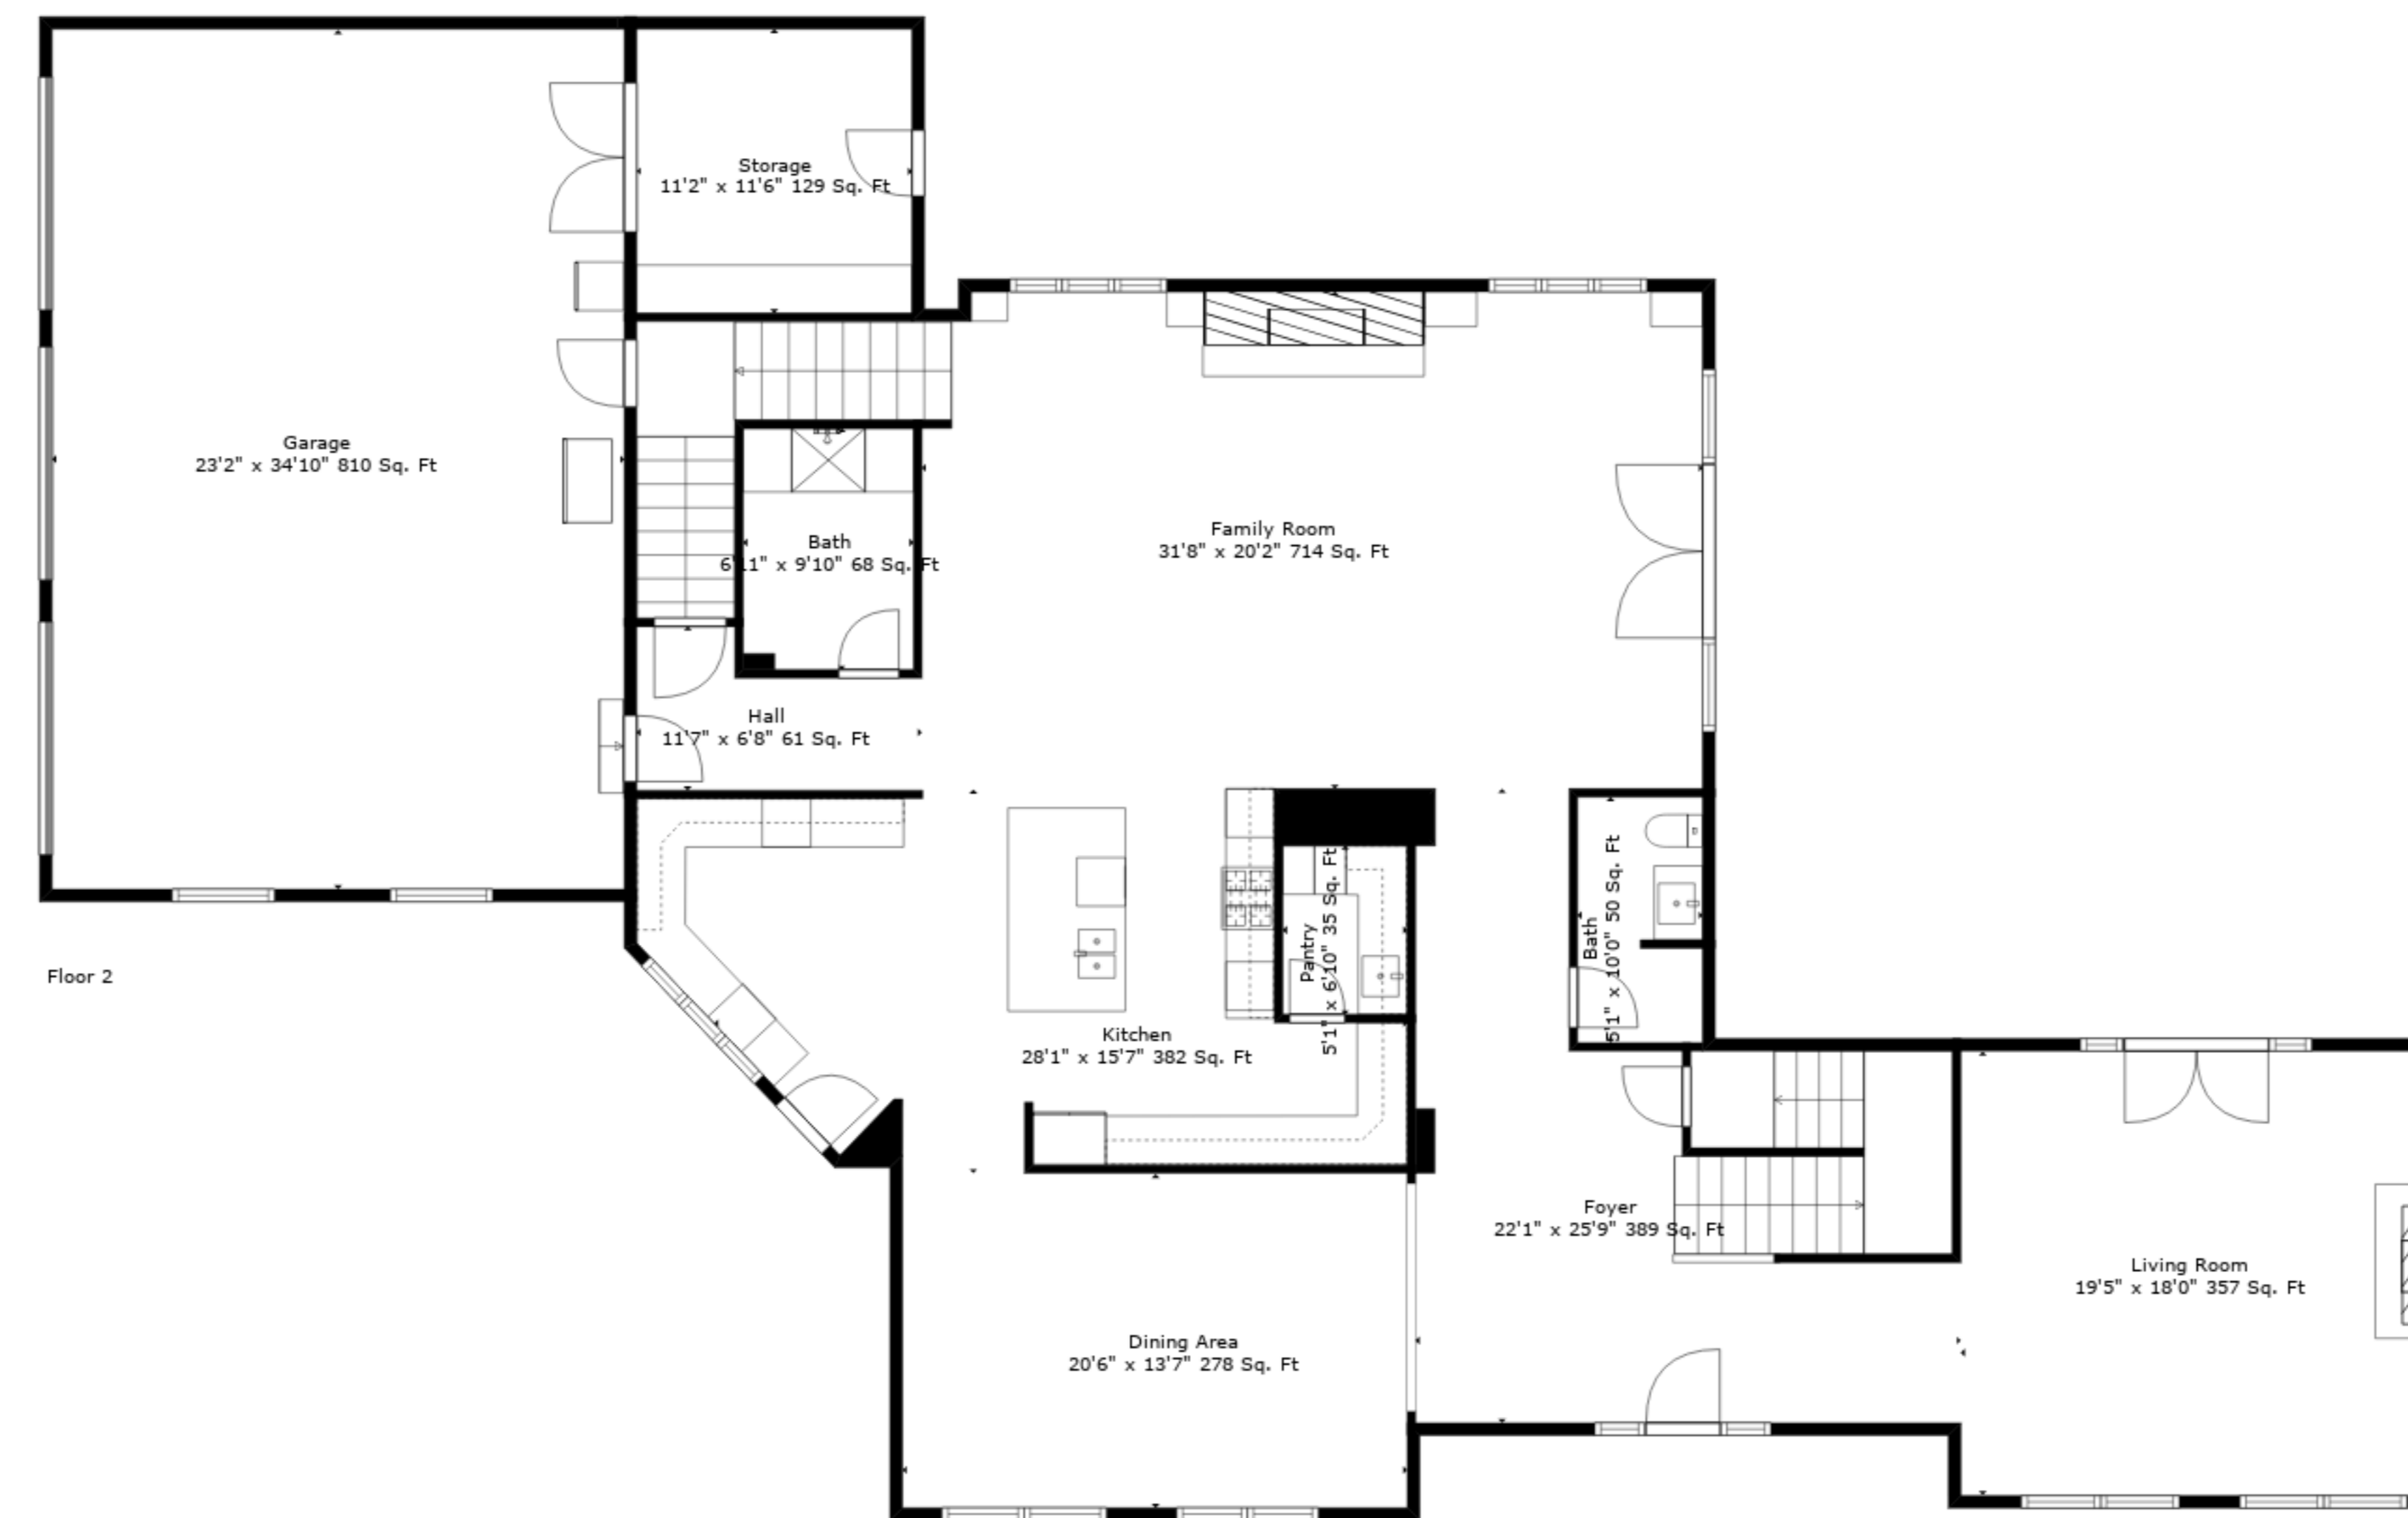 Storage
11'2" x 11'6" 129 Sq. Ft
Garage
23'2" x 34'10" 810 Sq. Ft
Family Room
31'8" x 20'2" 714 Sq. Ft
Bath
6'11" x 9'10" 68 Sq. Ft
Hall
11'7" x 6'8" 61 Sq. Ft
Pantry
5'1" x 6'10" 35 Sq. Ft
Bath
5'1" x 10'0" 50 Sq. Ft
Floor 2
Kitchen
28'1" x 15'7" 382 Sq. Ft
Foyer
22'1" x 25'9" 389 Sq. Ft
Living Room
19'5" x 18'0" 357 Sq. Ft
Dining Area
20'6" x 13'7" 278 Sq. Ft